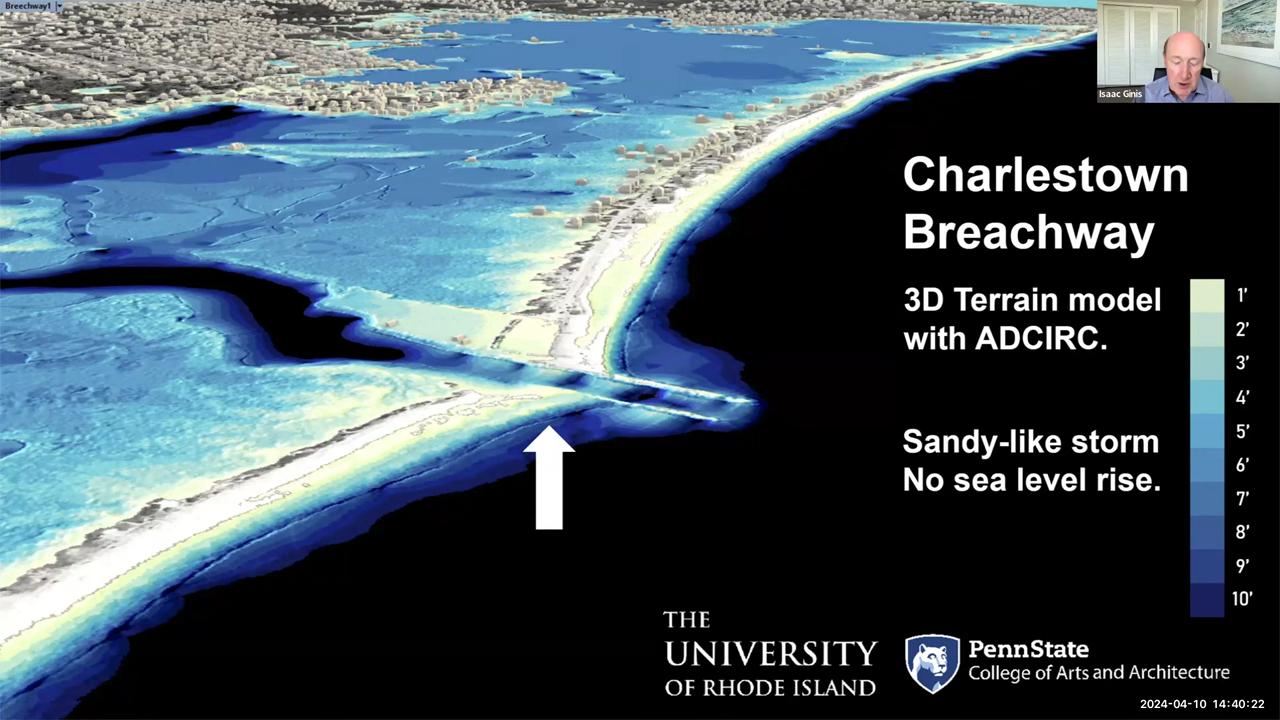 Breechway1
Isaac Ginis
Charlestown
Breachway
3D Terrain model
with ADCIRC.
Sandy-like storm
No sea level rise.
1'
2'
3'
4'
5'
6'
7'
8'
9'
10'
THE
UNIVERSITY
OF RHODE ISLAND
PennState
College of Arts and Architecture
2024-04-10 14:40:22